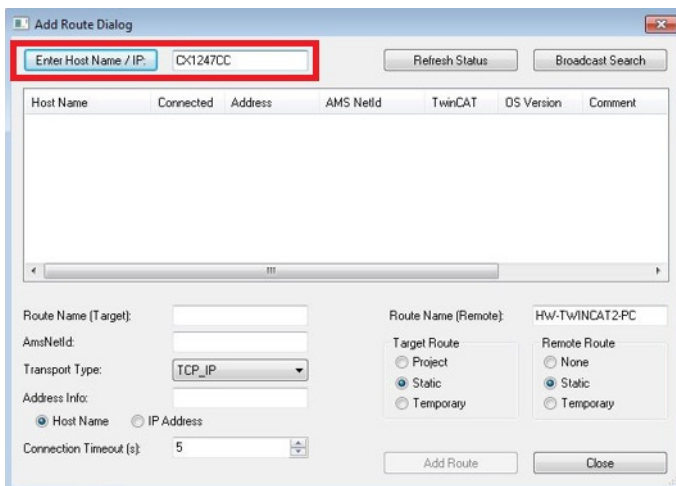 Add Route Dialog
Enter Host Name / IP: CX1247CC Refresh Status Broadcast Search
Host Name Connected Address AMS NetId TwinCAT OS Version Comment
Route Name (Target): Route Name (Remote): HW-TWINCAT2-PC
AmsNetId: Target Route Remote Route
Project None
Transport Type: TCP_IP
Static Static
Address Info: Temporary Temporary
Host Name IP Address
Connection Timeout (s): 5
Add Route Close